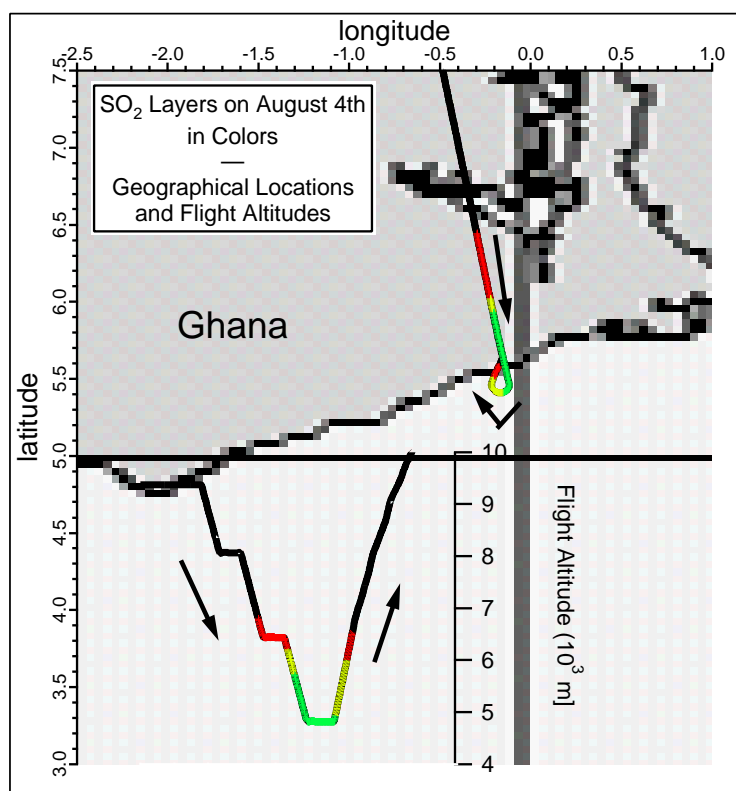 longitude
-2.5 -2.0 -1.5 -1.0 -0.5 0.0 0.5 1.0
SO2 Layers on August 4th
in Colors
—
Geographical Locations
and Flight Altitudes
Ghana
latitude
7.5
7.0
6.5
6.0
5.5
5.0
4.5
4.0
3.5
3.0
10
9
8
7
6
5
4
Flight Altitude (10³ m]